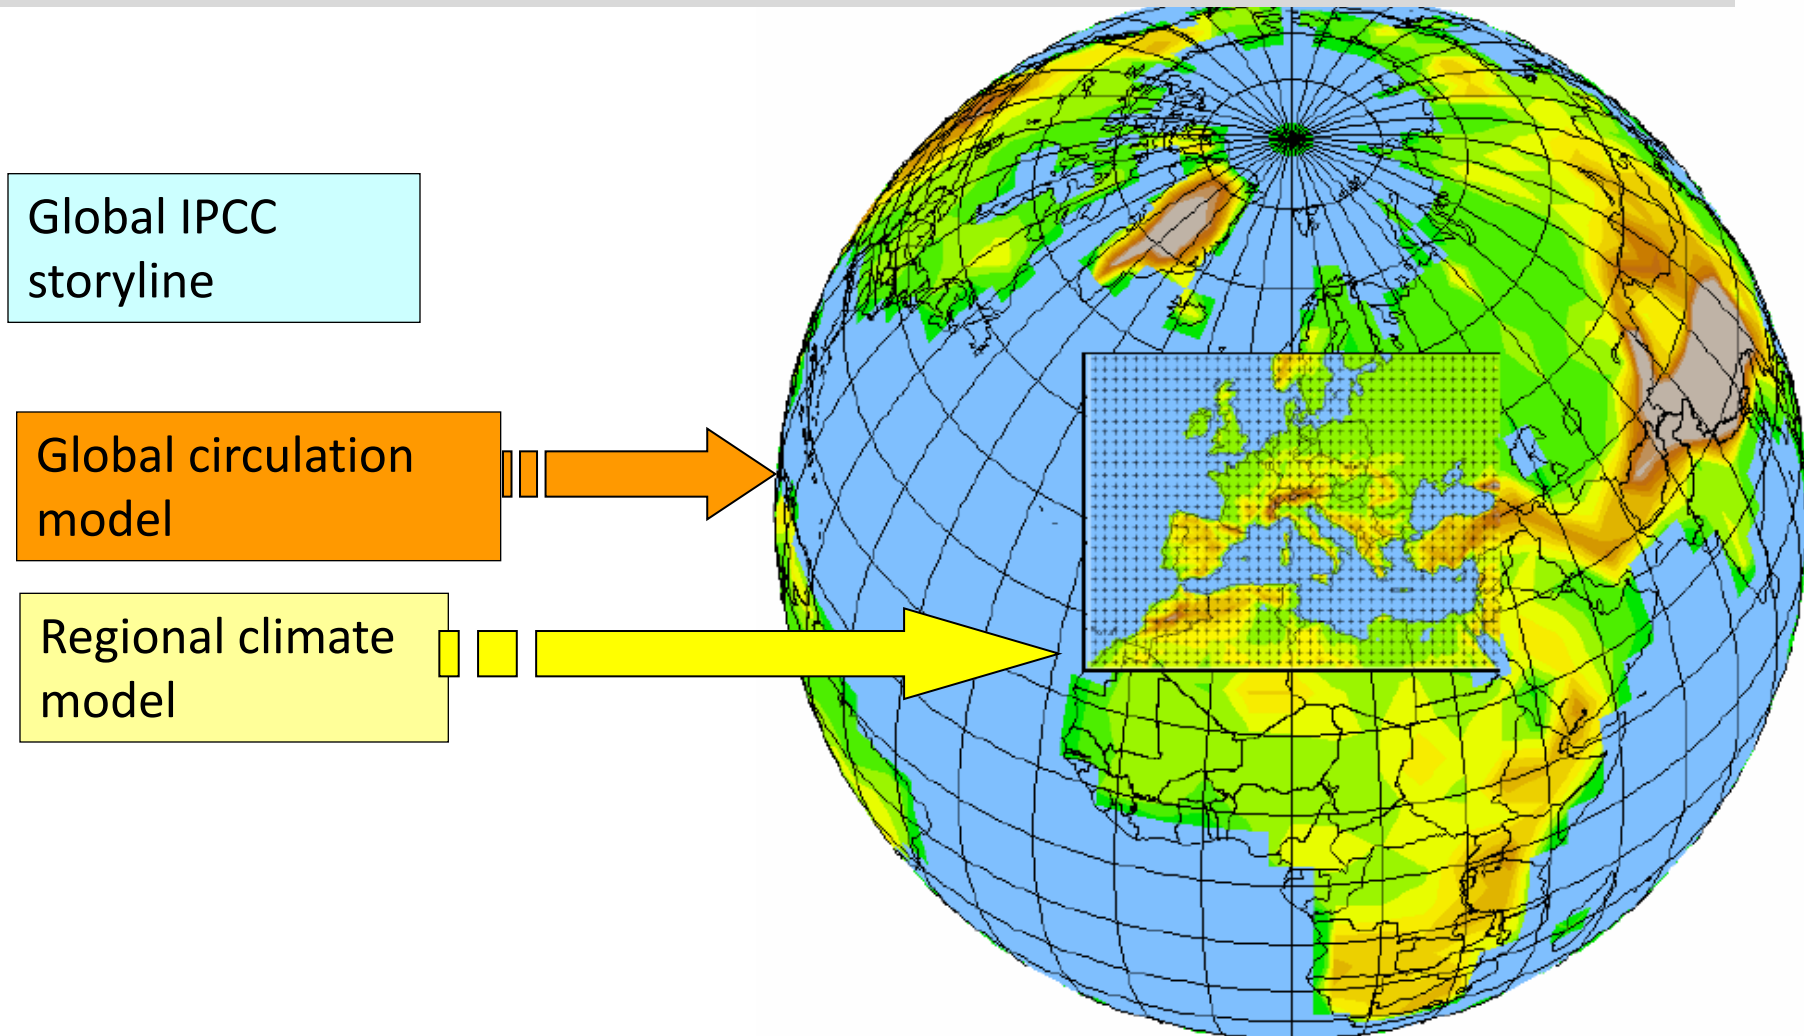 Global IPCC
storyline
Global circulation
model
Regional climate
model